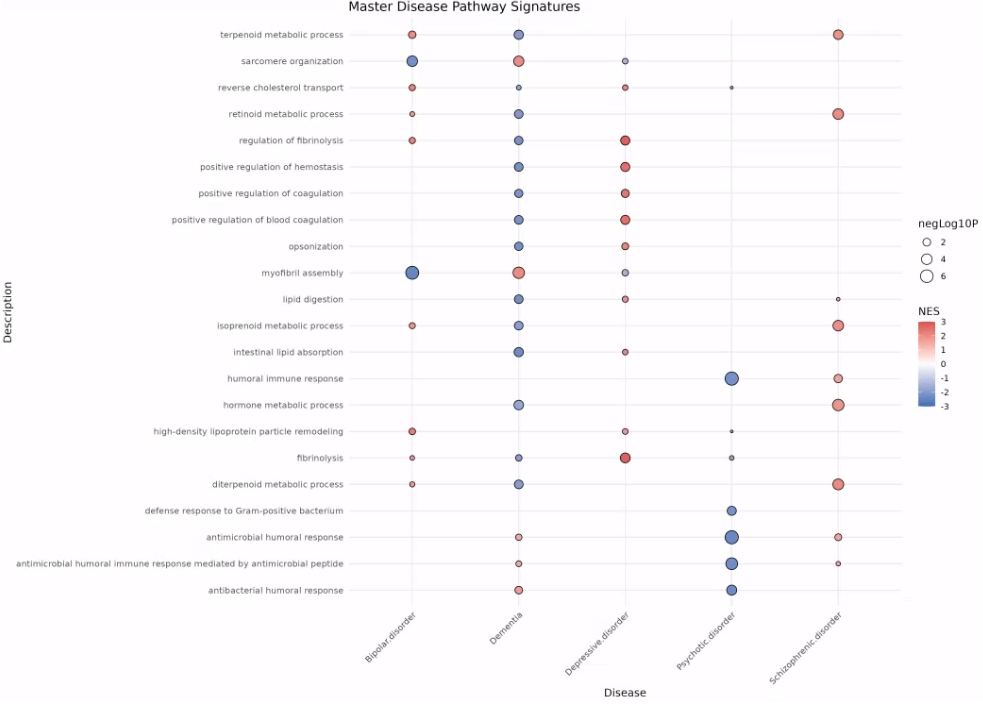 Master Disease Pathway Signatures
Description
terpenoid metabolic process
sarcomere organization
reverse cholesterol transport
retinoid metabolic process
regulation of fibrinolysis
positive regulation of hemostasis
positive regulation of coagulation
positive regulation of blood coagulation
opsonization
myofibril assembly
lipid digestion
isoprenoid metabolic process
intestinal lipid absorption
humoral immune response
hormone metabolic process
high-density lipoprotein particle remodeling
fibrinolysis
diterpenoid metabolic process
defense response to Gram-positive bacterium
antimicrobial humoral response
antimicrobial humoral immune response mediated by antimicrobial peptide
antibacterial humoral response
Bipolar.disorder
Dementia
Depressive.disorder
Psychotic.disorder
Schizophrenic.disorder
Disease
negLog10P
2
4
6
NES
3
2
1
0
-1
-2
-3